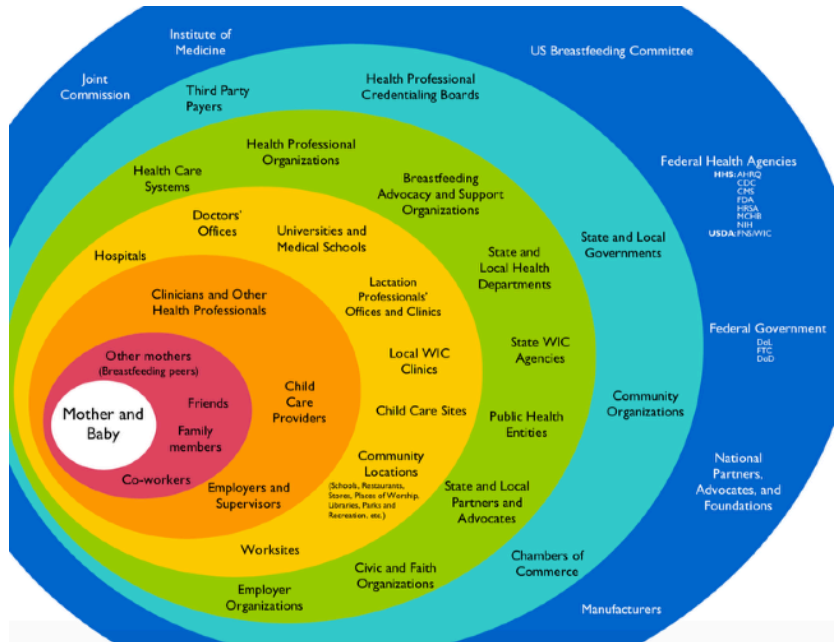 Institute of
Medicine
US Breastfeeding Committee
Joint
Commission
Third Party
Payers
Health Professional
Credentialing Boards
Health Professional
Organizations
Health Care
Systems
Federal Health Agencies
HHS: AHRQ
CDC
CMS
FDA
HRSA
MCHB
NIH
USDA: FNS/WIC
Breastfeeding
Advocacy and Support
Organizations
Doctors'
Offices
Universities and
Medical Schools
State and Local
Governments
Hospitals
State and
Local Health
Departments
Clinicians and Other
Health Professionals
Lactation
Professionals'
Offices and Clinics
Federal Government
DoL
FTC
DoD
State WIC
Agencies
Other mothers
(Breastfeeding peers)
Local WIC
Clinics
Child
Care
Providers
Friends
Mother and
Baby
Child Care Sites
Community
Organizations
Public Health
Entities
Family
members
Community
Locations
(Schools, Restaurants,
Stores, Places of Worship,
Libraries, Parks and
Recreation, etc.)
National
Partners,
Advocates, and
Foundations
Co-workers
Employers and
Supervisors
State and Local
Partners and
Advocates
Worksites
Chambers of
Commerce
Civic and Faith
Organizations
Employer
Organizations
Manufacturers